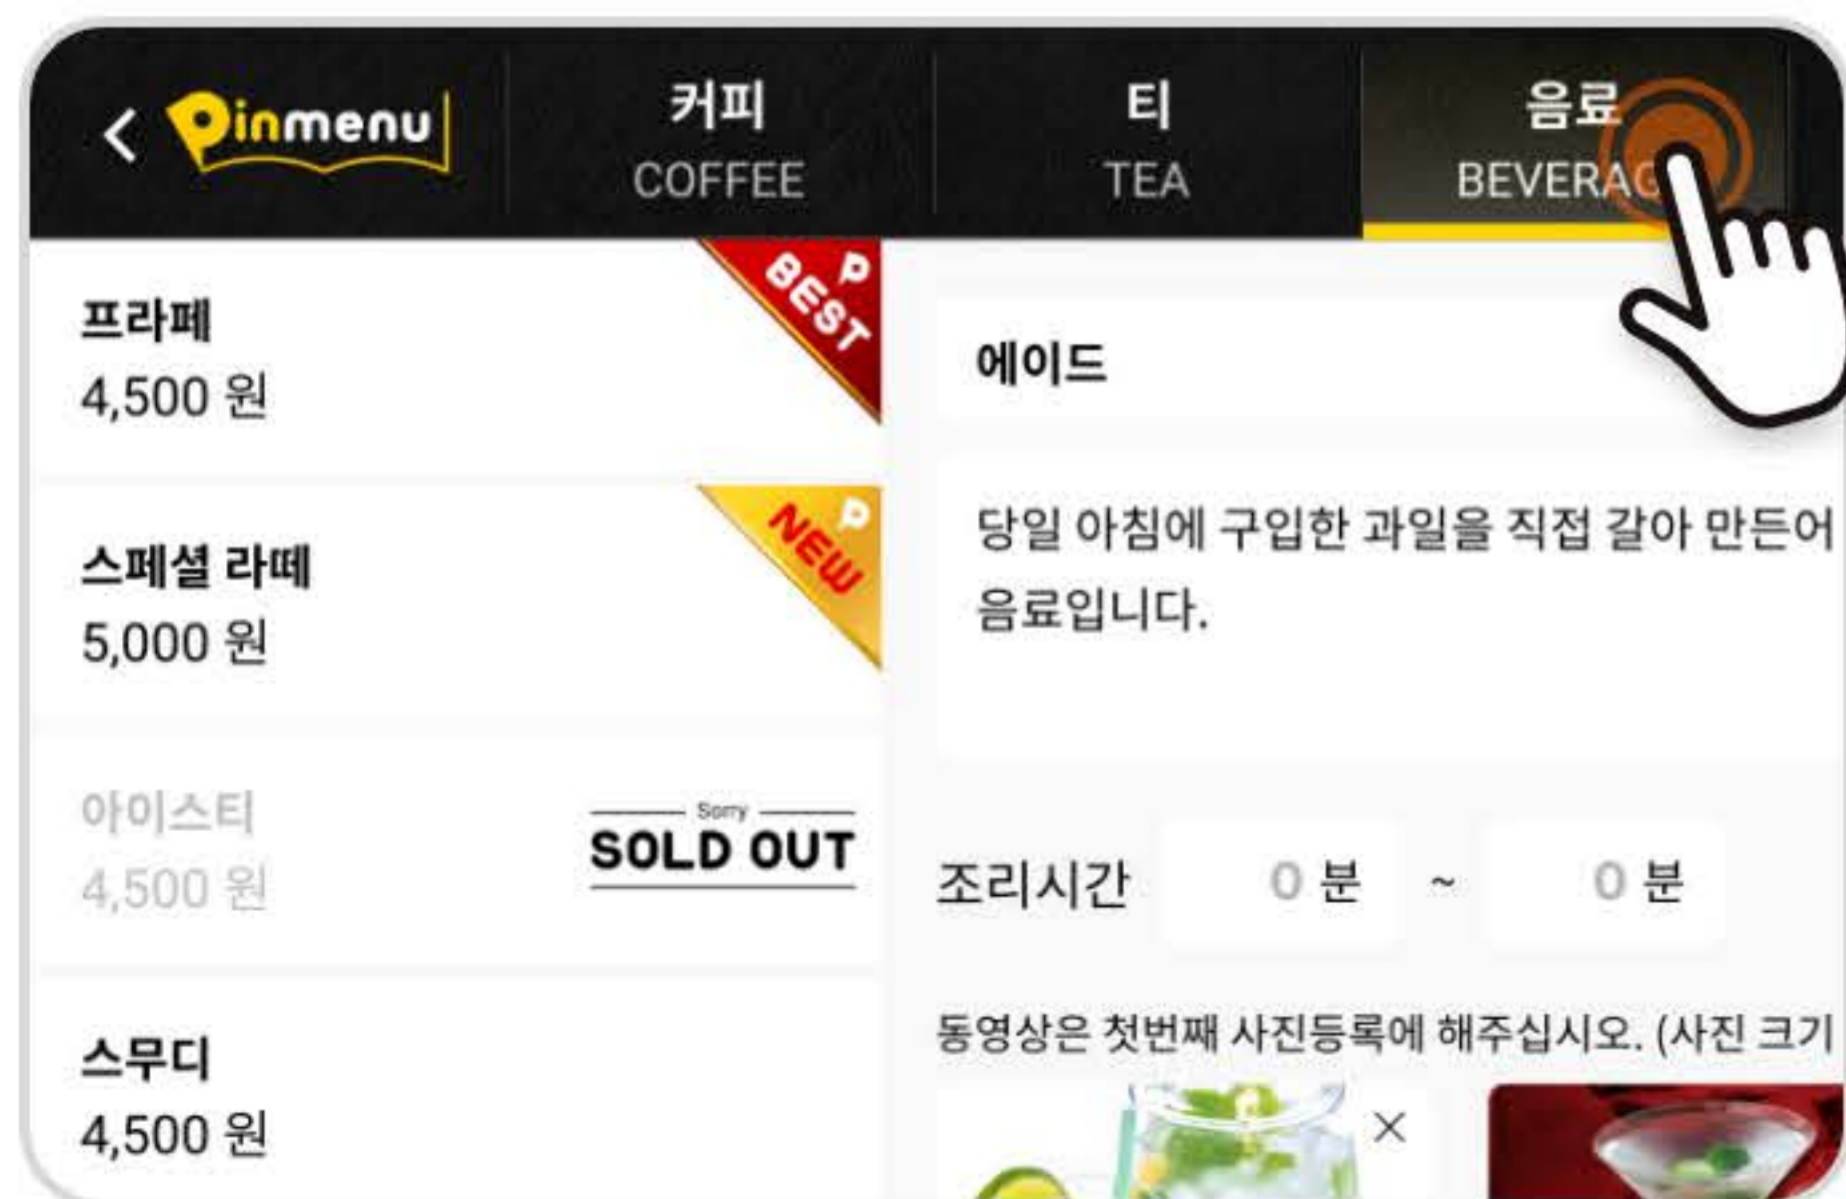 Pinmenu
커피
COFFEE
티
TEA
음료
BEVERAG
프라페
4,500 원
P
BEST
스페셜 라떼
5,000 원
P
NEW
아이스티
4,500 원
Sorry
SOLD OUT
스무디
4,500 원
에이드
당일 아침에 구입한 과일을 직접 갈아 만든어
음료입니다.
조리시간 0 분 ~ 0 분
동영상은 첫번째 사진등록에 해주십시오. (사진 크기